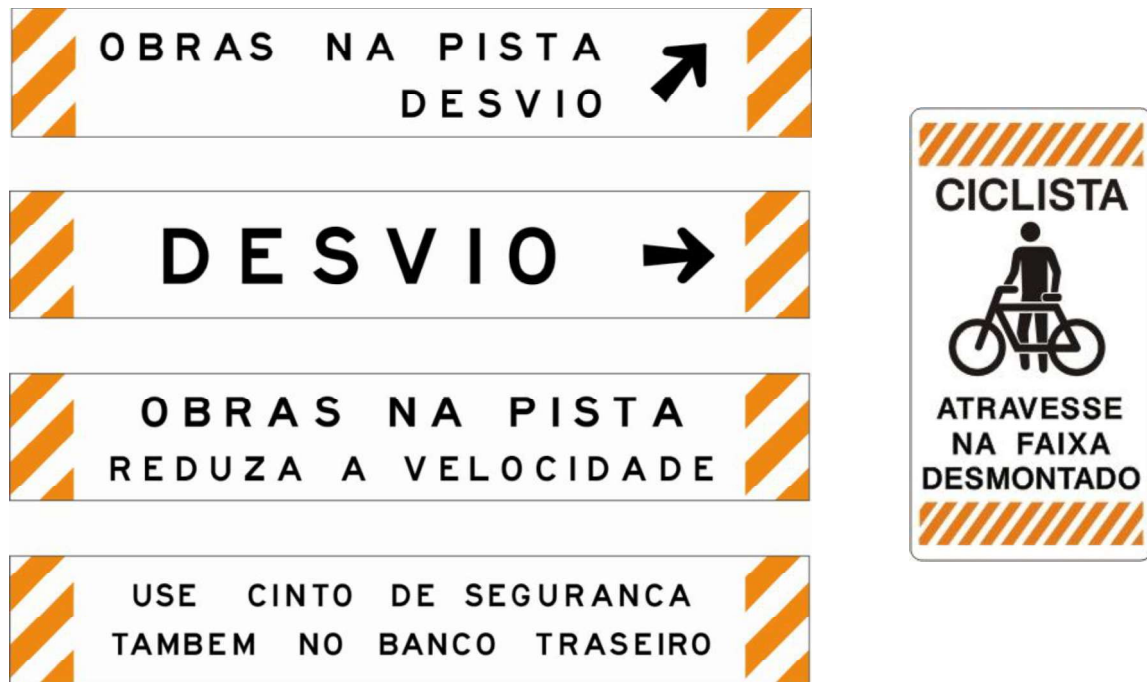 OBRAS NA PISTA
DESVIO
DESVIO
OBRAS NA PISTA
REDUZA A VELOCIDADE
USE CINTO DE SEGURANCA
TAMBEM NO BANCO TRASEIRO
CICLISTA
ATRAVESSE
NA FAIXA
DESMONTADO